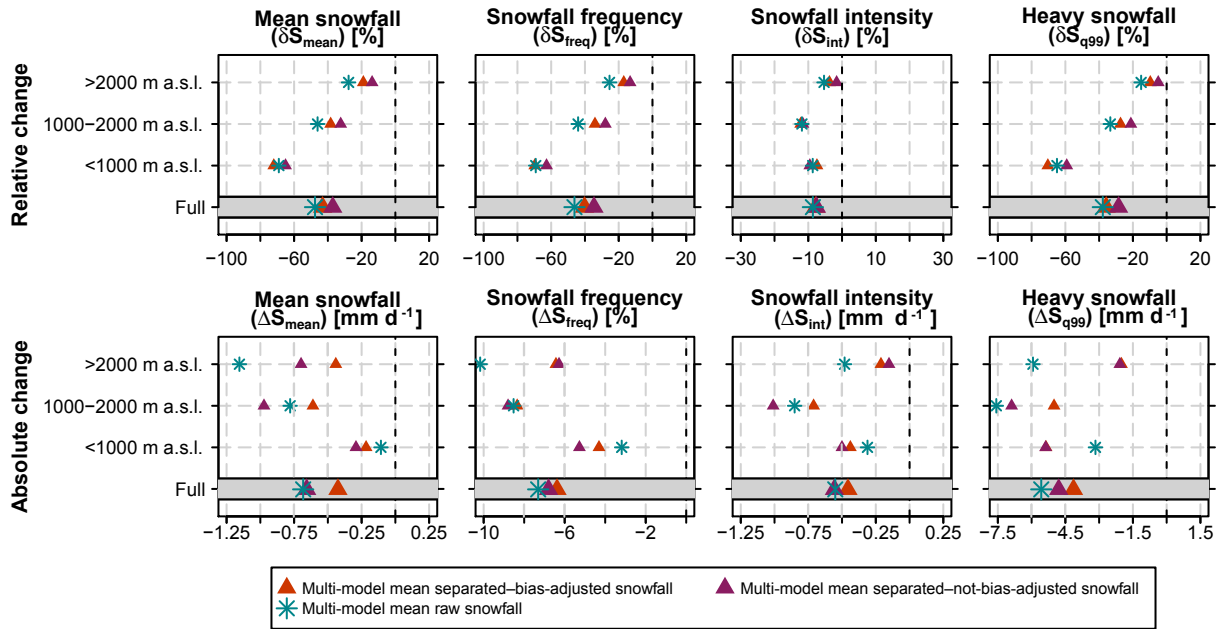 Mean snowfall
(δSmean) [%]
Snowfall frequency
(δSfreq) [%]
Snowfall intensity
(δSint) [%]
Heavy snowfall
(δSq99) [%]
Relative change
>2000 m a.s.l.
1000−2000 m a.s.l.
<1000 m a.s.l.
Full
−100 −60 −20 20
−100 −60 −20 20
−30 −10 10 30
−100 −60 −20 20
Mean snowfall
(ΔSmean) [mm d-1]
Snowfall frequency
(ΔSfreq) [%]
Snowfall intensity
(ΔSint) [mm d-1]
Heavy snowfall
(ΔSq99) [mm d-1]
Absolute change
>2000 m a.s.l.
1000−2000 m a.s.l.
<1000 m a.s.l.
Full
−1.25 −0.75 −0.25 0.25
−10 −6 −2
−1.25 −0.75 −0.25 0.25
−7.5 −4.5 −1.5 1.5
Multi-model mean separated–bias-adjusted snowfall
Multi-model mean separated–not-bias-adjusted snowfall
Multi-model mean raw snowfall